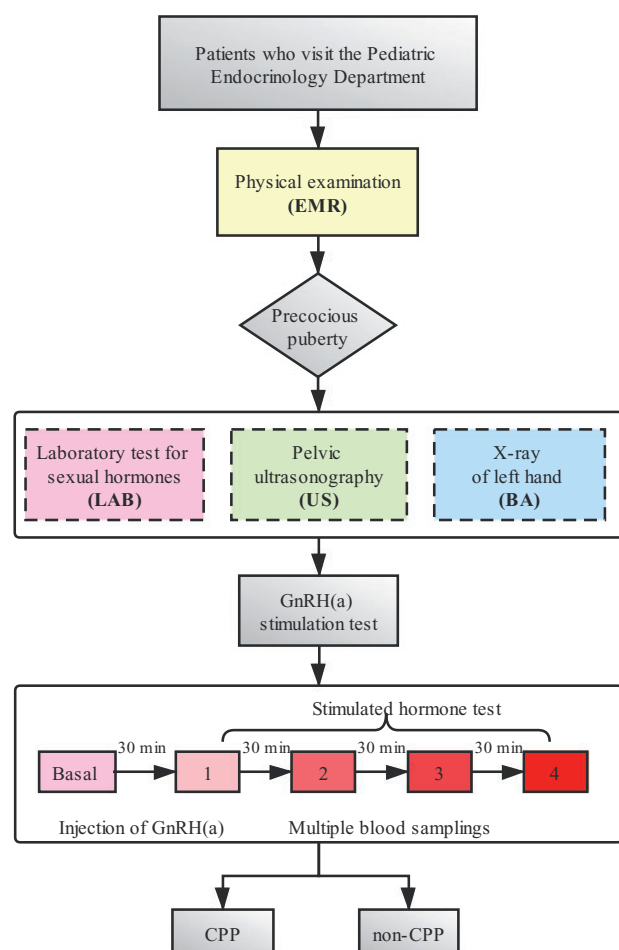 Patients who visit the Pediatric
Endocrinology Department
Physical examination
(EMR)
Precocious
puberty
Laboratory test for
sexual hormones
(LAB)
Pelvic
ultrasonography
(US)
X-ray
of left hand
(BA)
GnRH(a)
stimulation test
Stimulated hormone test
30 min
30 min
30 min
30 min
Basal
1
2
3
4
Injection of GnRH(a)
Multiple blood samplings
CPP
non-CPP